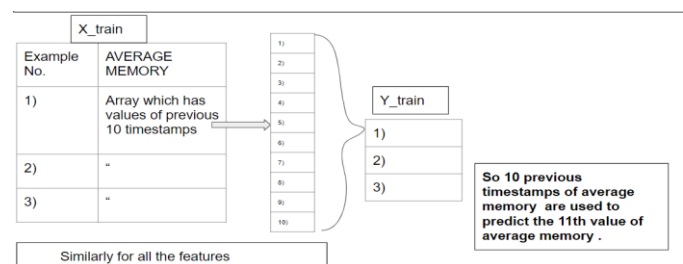 X_train
Example No.
AVERAGE MEMORY
1)
Array which has
values of previous
10 timestamps
2)
“
3)
“
1)
2)
3)
4)
5)
6)
7)
8)
9)
10)
Y_train
1)
2)
3)
So 10 previous
timestamps of average
memory are used to
predict the 11th value of
average memory .
Similarly for all the features